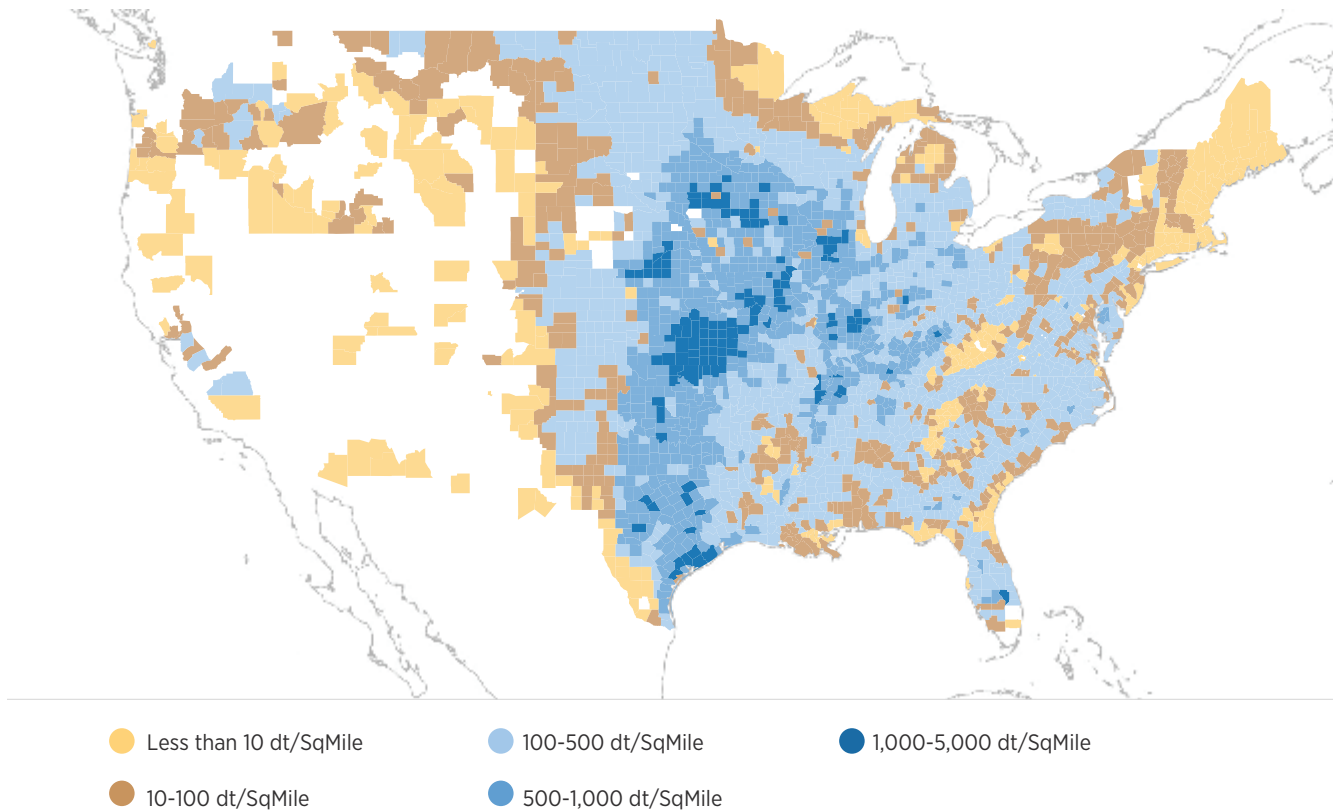 Less than 10 dt/SqMile
100-500 dt/SqMile
1,000-5,000 dt/SqMile
10-100 dt/SqMile
500-1,000 dt/SqMile